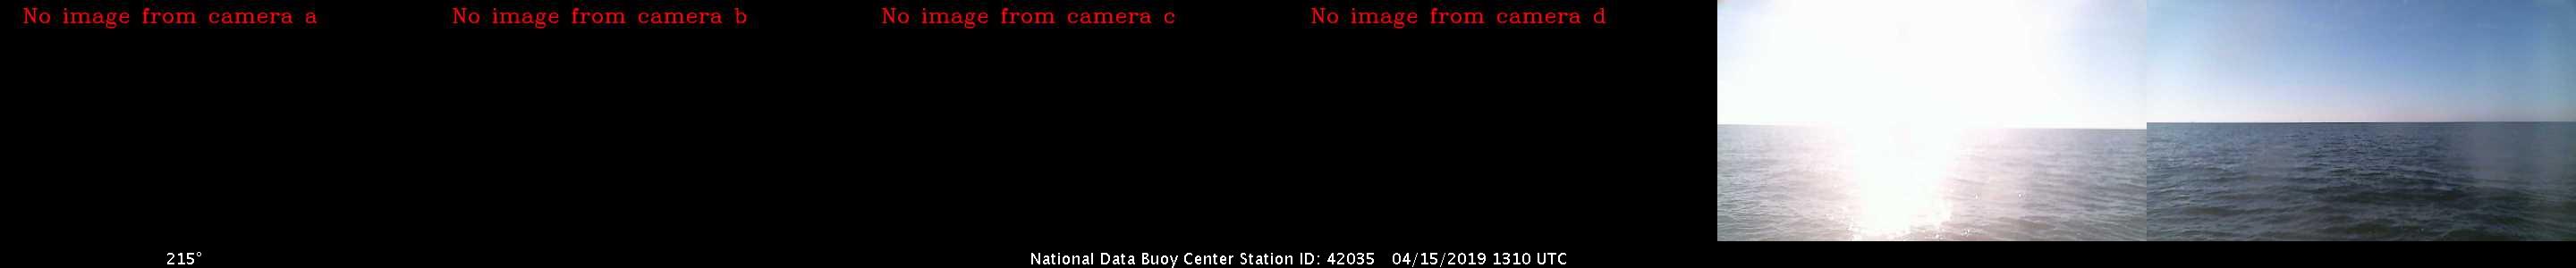 No image from camera a
No image from camera b
No image from camera c
No image from camera d
215°
National Data Buoy Center Station ID: 42035 04/15/2019 1310 UTC